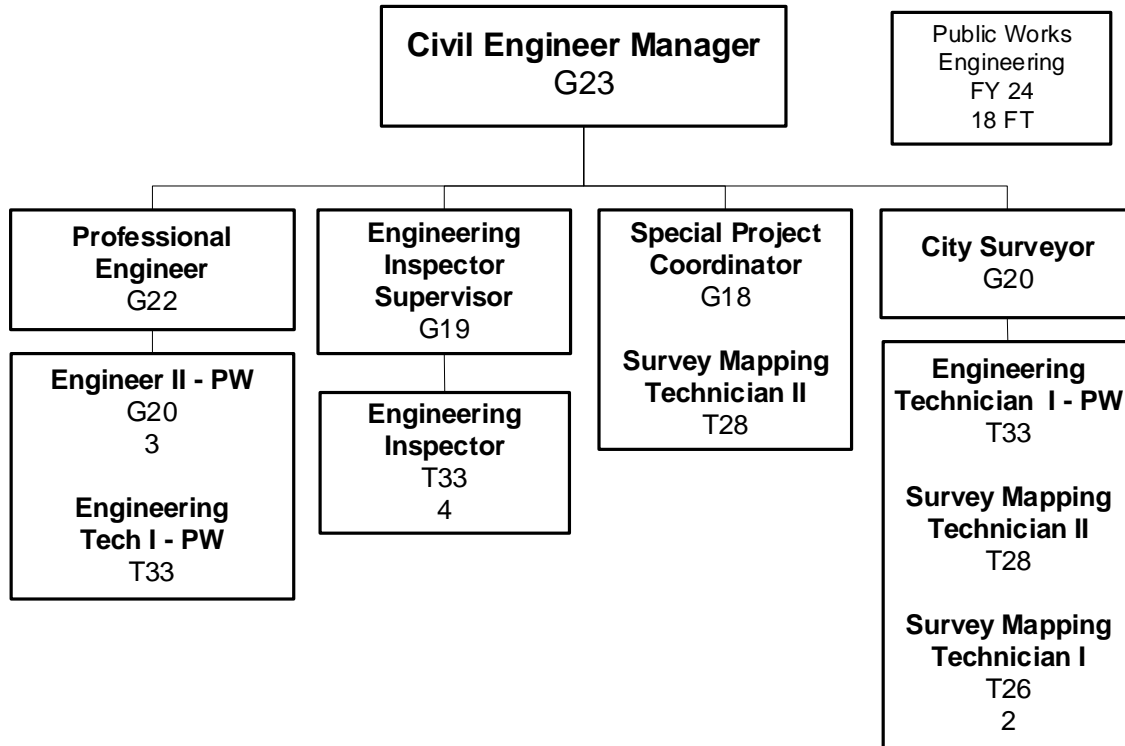 Civil Engineer Manager
G23
Public Works
Engineering
FY 24
18 FT
Professional
Engineer
G22
Engineering
Inspector
Supervisor
G19
Special Project
Coordinator
G18
Survey Mapping
Technician II
T28
City Surveyor
G20
Engineer II - PW
G20
3
Engineering
Tech I - PW
T33
Engineering
Inspector
T33
4
Engineering
Technician  I - PW
T33
Survey Mapping
Technician II
T28
Survey Mapping
Technician I
T26
2